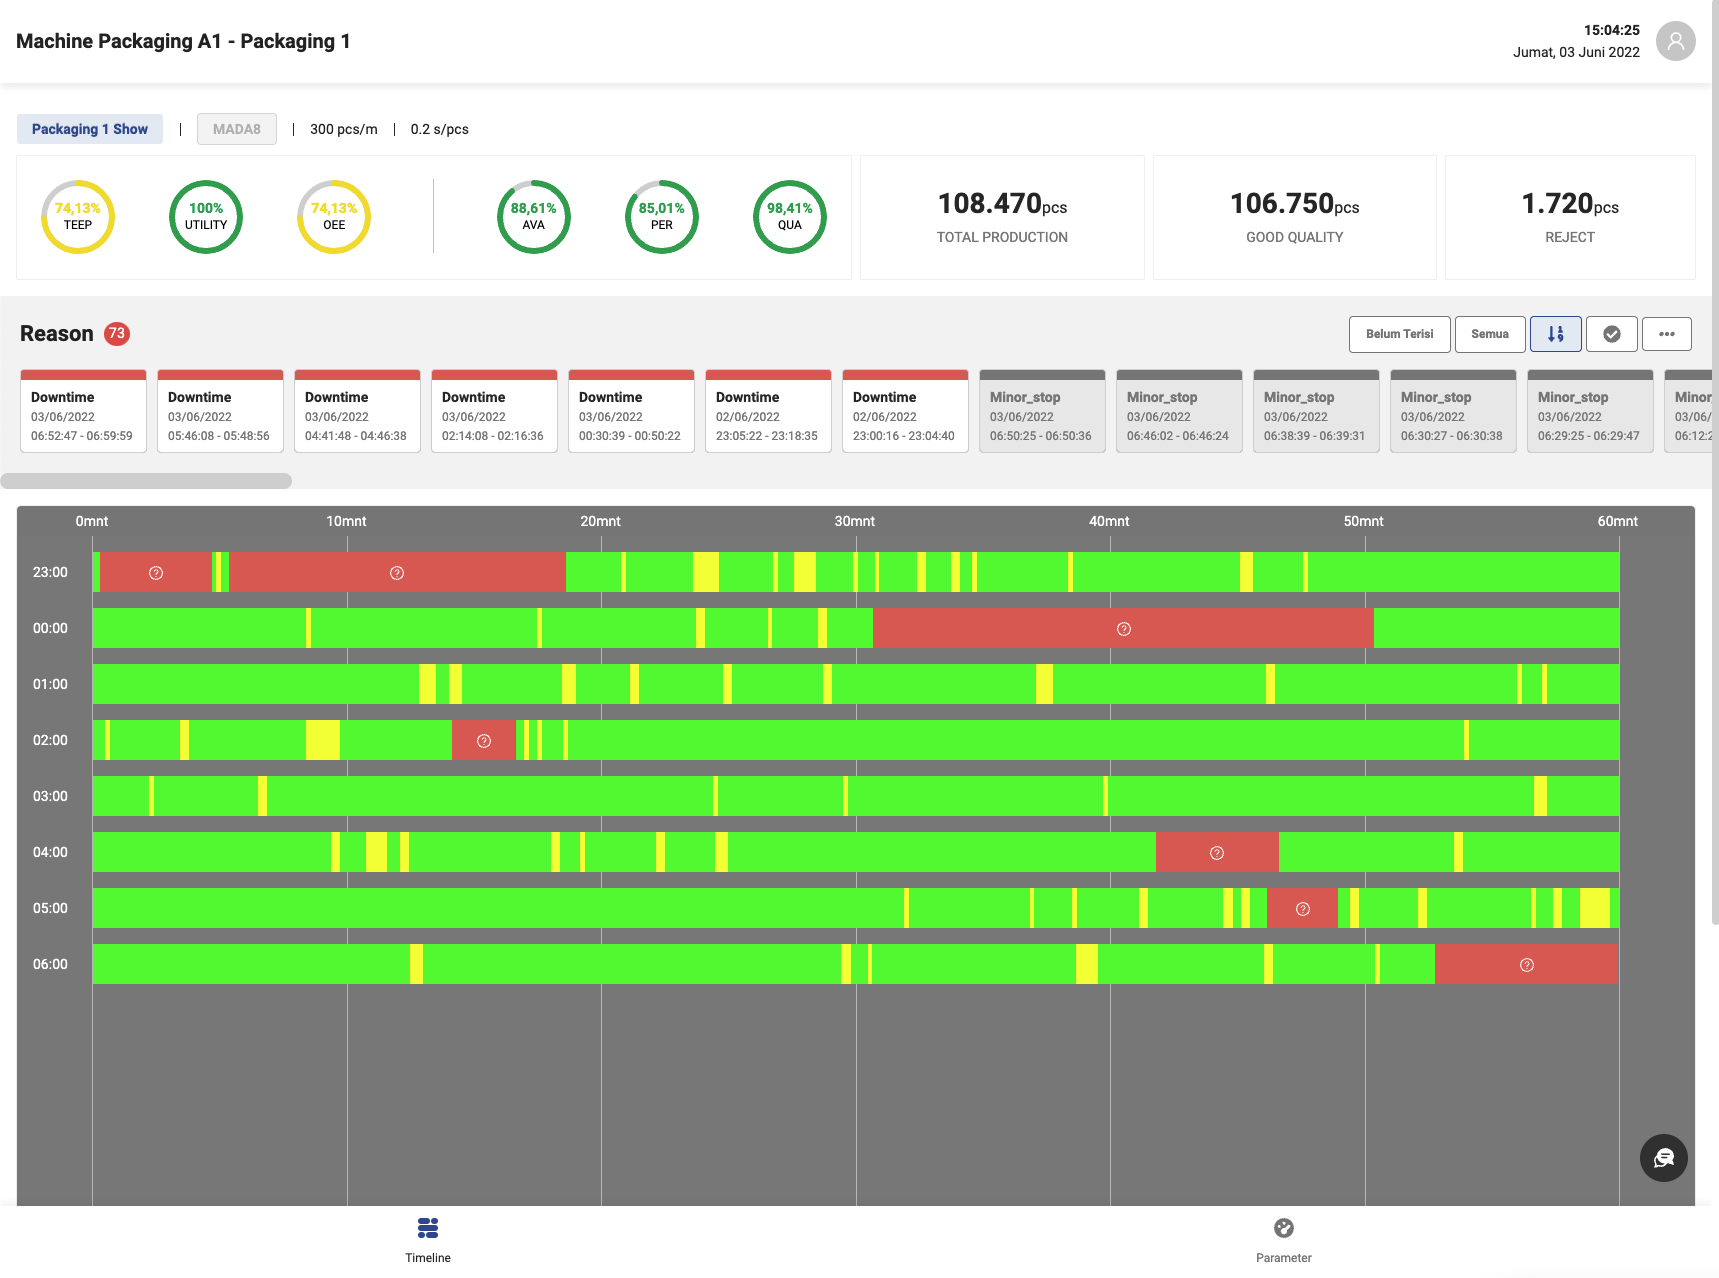 Machine Packaging A1 - Packaging 1
15:04:25
Jumat, 03 Juni 2022
Packaging 1 Show | MADA8 | 300 pcs/m | 0.2 s/pcs
74,13%
TEEP
100%
UTILITY
74,13%
OEE
88,61%
AVA
85,01%
PER
98,41%
QUA
108.470pcs
TOTAL PRODUCTION
106.750pcs
GOOD QUALITY
1.720pcs
REJECT
Reason 73
Belum Terisi
Semua
Downtime
03/06/2022
06:52:47 - 06:59:59
Downtime
03/06/2022
05:46:08 - 05:48:56
Downtime
03/06/2022
04:41:48 - 04:46:38
Downtime
03/06/2022
02:14:08 - 02:16:36
Downtime
03/06/2022
00:30:39 - 00:50:22
Downtime
02/06/2022
23:05:22 - 23:18:35
Downtime
02/06/2022
23:00:16 - 23:04:40
Minor_stop
03/06/2022
06:50:25 - 06:50:36
Minor_stop
03/06/2022
06:46:02 - 06:46:24
Minor_stop
03/06/2022
06:38:39 - 06:39:31
Minor_stop
03/06/2022
06:30:27 - 06:30:38
Minor_stop
03/06/2022
06:29:25 - 06:29:47
Minor
03/06/
06:12:2
0mnt 10mnt 20mnt 30mnt 40mnt 50mnt 60mnt
23:00
00:00
01:00
02:00
03:00
04:00
05:00
06:00
Timeline
Parameter